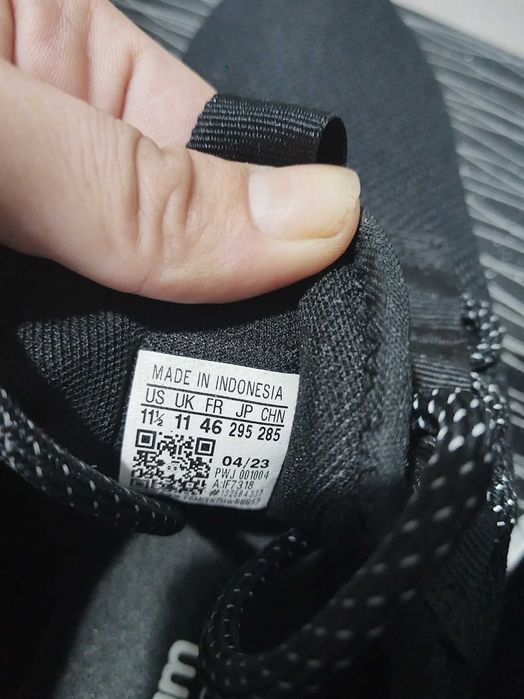 MADE IN INDONESIA
US UK FR JP CHN
11½ 11 46 295 285
04/23
PWJ 001004
A:IF7318
um